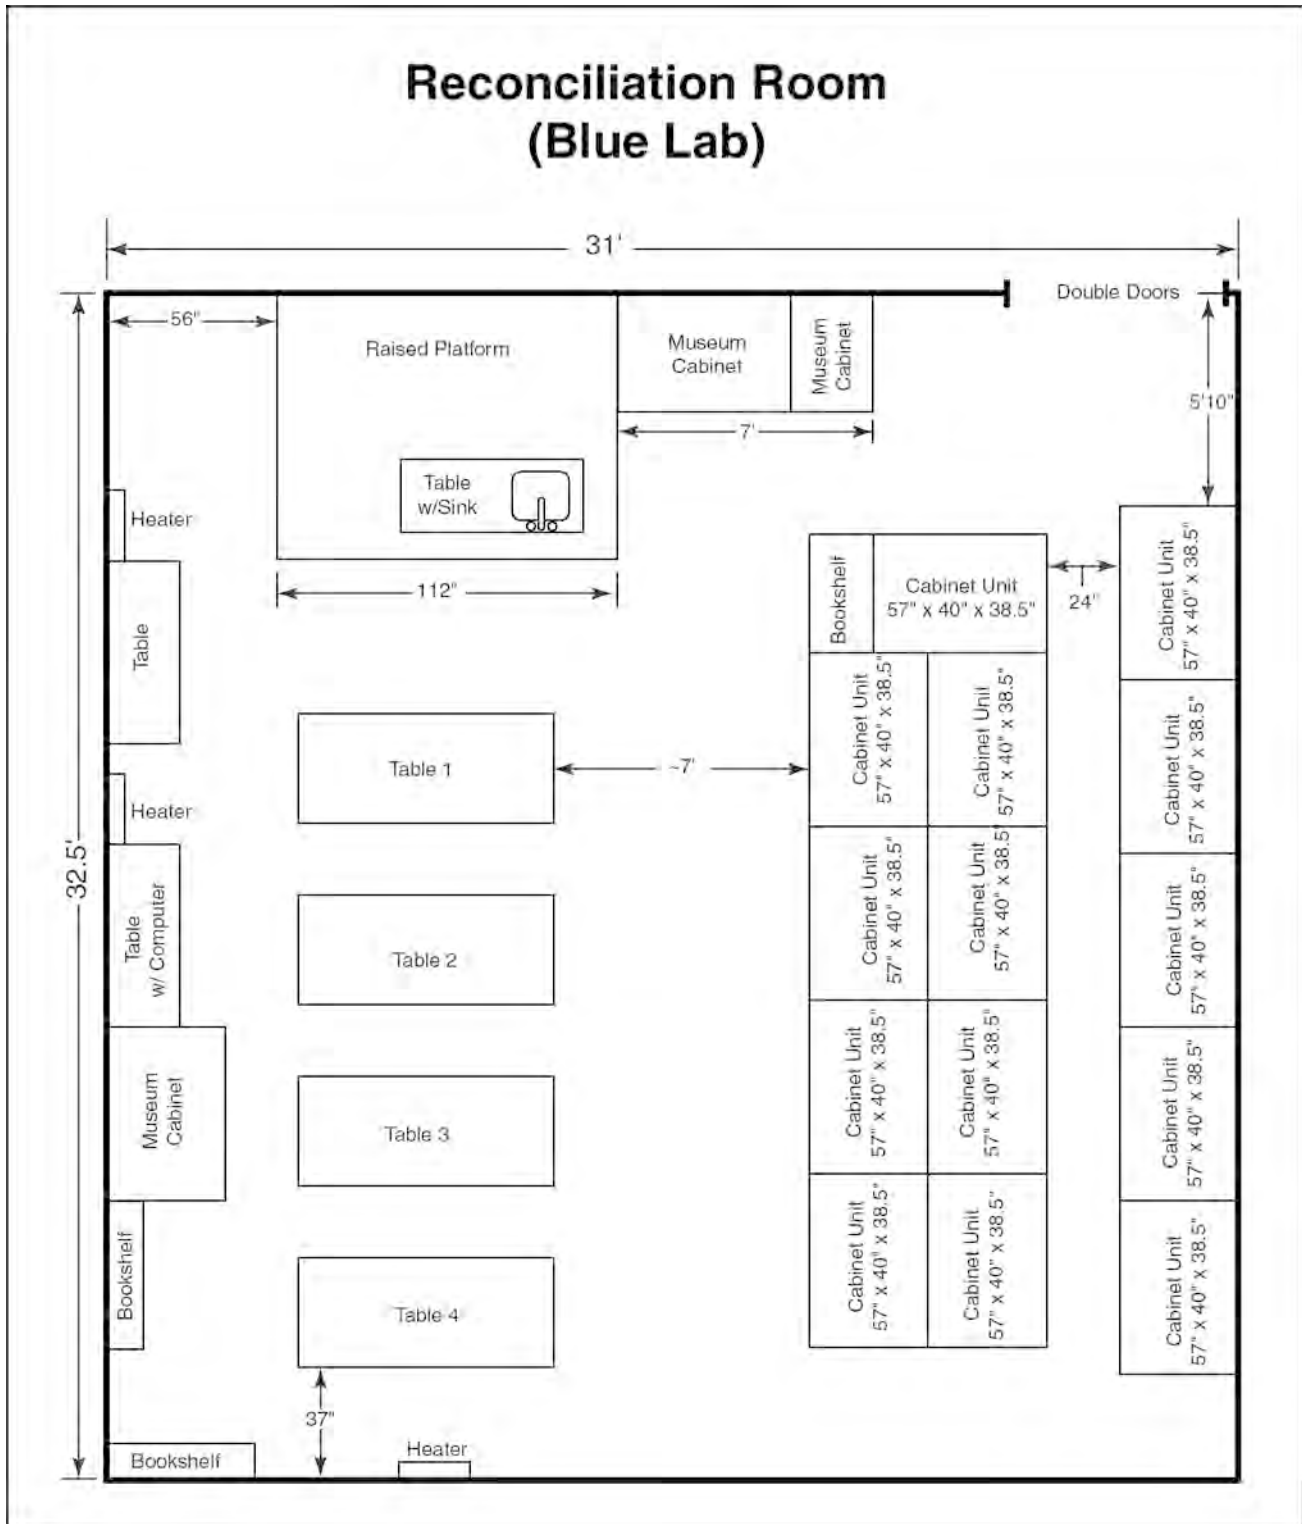 Reconciliation Room
(Blue Lab)
31'
Double Doors
56"
Raised Platform
Museum
Cabinet
Museum
Cabinet
5'10"
7'
Table
w/Sink
Heater
112"
Bookshelf
Cabinet Unit
57" x 40" x 38.5"
24"
Cabinet Unit
57" x 40" x 38.5"
Table
Cabinet Unit
57" x 40" x 38.5"
Cabinet Unit
57" x 40" x 38.5"
Cabinet Unit
57" x 40" x 38.5"
Table 1
~7'
Heater
32.5'
Table
w/ Computer
Table 2
Cabinet Unit
57" x 40" x 38.5"
Cabinet Unit
57" x 40" x 38.5"
Cabinet Unit
57" x 40" x 38.5"
Museum
Cabinet
Table 3
Cabinet Unit
57" x 40" x 38.5"
Cabinet Unit
57" x 40" x 38.5"
Cabinet Unit
57" x 40" x 38.5"
Bookshelf
Table 4
Cabinet Unit
57" x 40" x 38.5"
Cabinet Unit
57" x 40" x 38.5"
Cabinet Unit
57" x 40" x 38.5"
37"
Bookshelf
Heater